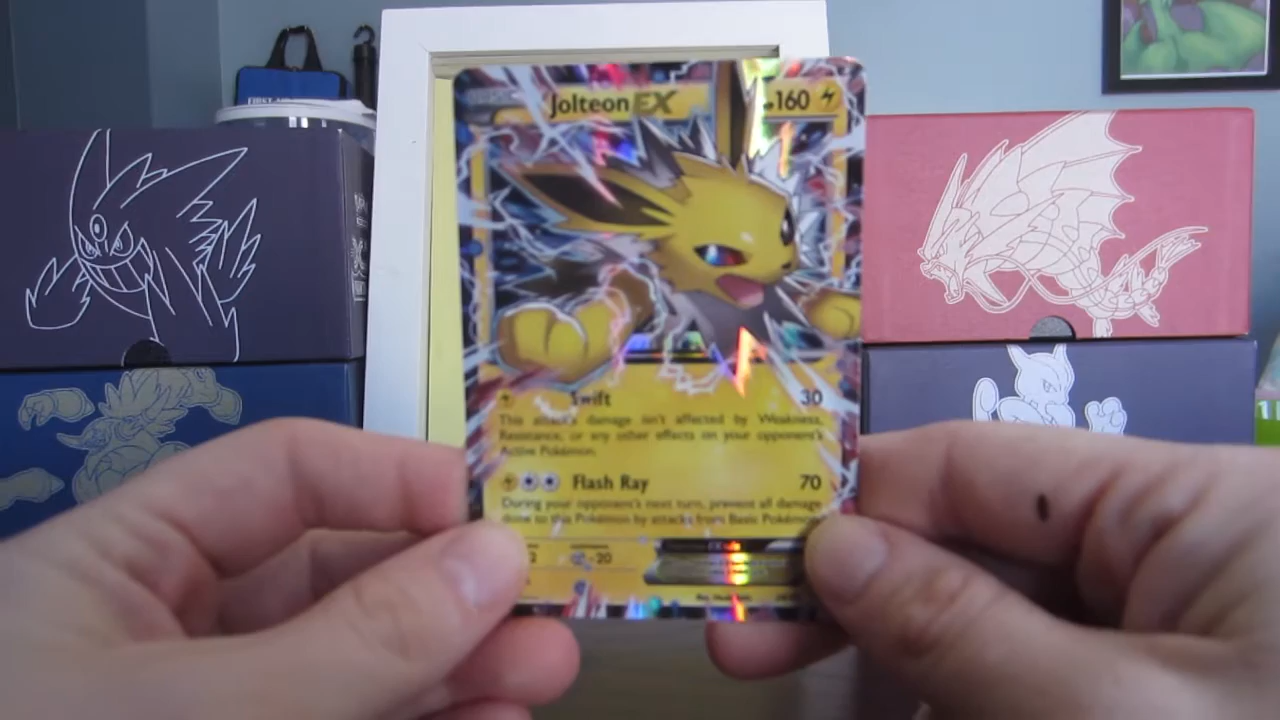 FIRST AI
Jolteon EX
160
Swift 30
This attack's damage isn't affected by Weakness,
Resistance, or any other effects on your opponent's
Active Pokémon.
Flash Ray 70
During your opponent's next turn, prevent all damage
done to this Pokémon by attacks from Basic Pokémon
-20